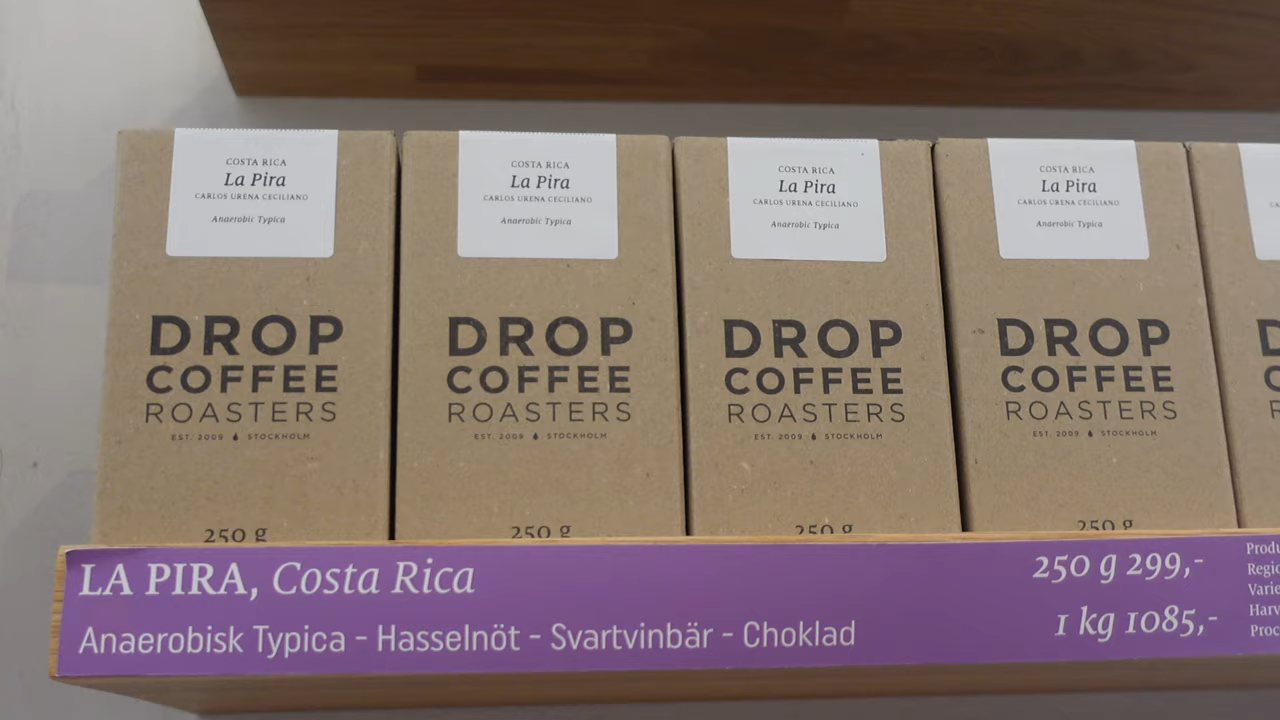 COSTA RICA
La Pira
CARLOS URENA CECILIANO
Anaerobic Typica
DROP
COFFEE
ROASTERS
EST. 2009 STOCKHOLM
250 g
COSTA RICA
La Pira
CARLOS URENA CECILIANO
Anaerobic Typica
DROP
COFFEE
ROASTERS
EST. 2009 STOCKHOLM
250 g
COSTA RICA
La Pira
CARLOS URENA CECILIANO
Anaerobic Typica
DROP
COFFEE
ROASTERS
EST. 2009 STOCKHOLM
250 g
COSTA RICA
La Pira
CARLOS URENA CECILIANO
Anaerobic Typica
DROP
COFFEE
ROASTERS
EST. 2009 STOCKHOLM
250 g
LA PIRA, Costa Rica
Anaerobisk Typica - Hasselnöt - Svartvinbär - Choklad
250 g 299,-
1 kg 1085,-